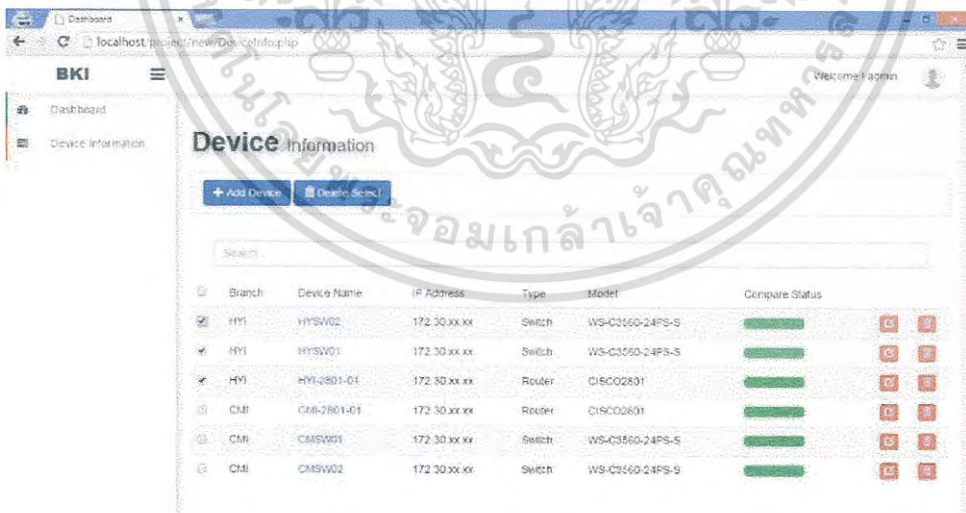 Dashboard
localhost/project/new/DeviceInfo.php
BKI
Welcome ! admin
Dashboard
Device Information
Device Information
Add Device
Delete Select
Search...
Branch Device Name IP Address Type Model Compare Status
HYI HYSW02 172.30.xx.xx Switch WS-C3560-24PS-S
HYI HYSW01 172.30.xx.xx Switch WS-C3560-24PS-S
HYI HYI-2801-01 172.30.xx.xx Router CISCO2801
CMI CMI-2801-01 172.30.xx.xx Router CISCO2801
CMI CMSW01 172.30.xx.xx Switch WS-C3560-24PS-S
CMI CMSW02 172.30.xx.xx Switch WS-C3560-24PS-S